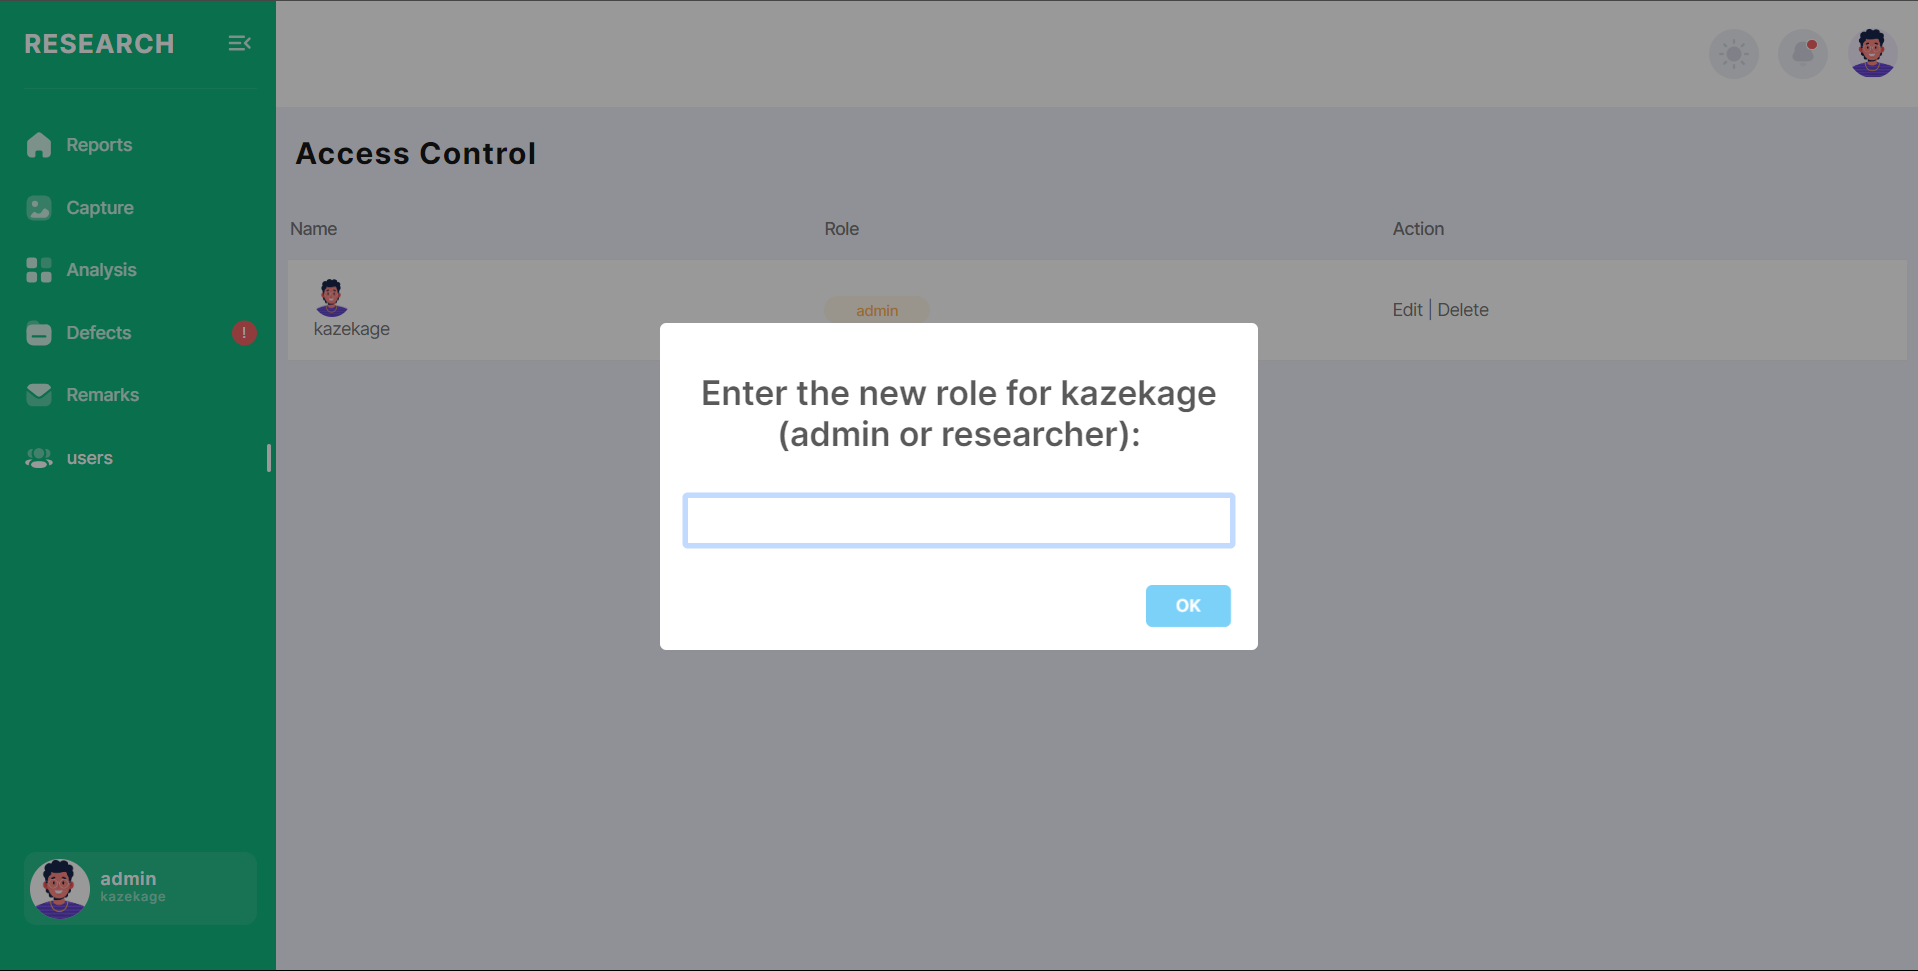 RESEARCH
Reports
Capture
Analysis
Defects !
Remarks
users
admin
kazekage
Access Control
Name Role Action
kazekage admin Edit | Delete
Enter the new role for kazekage
(admin or researcher):
OK